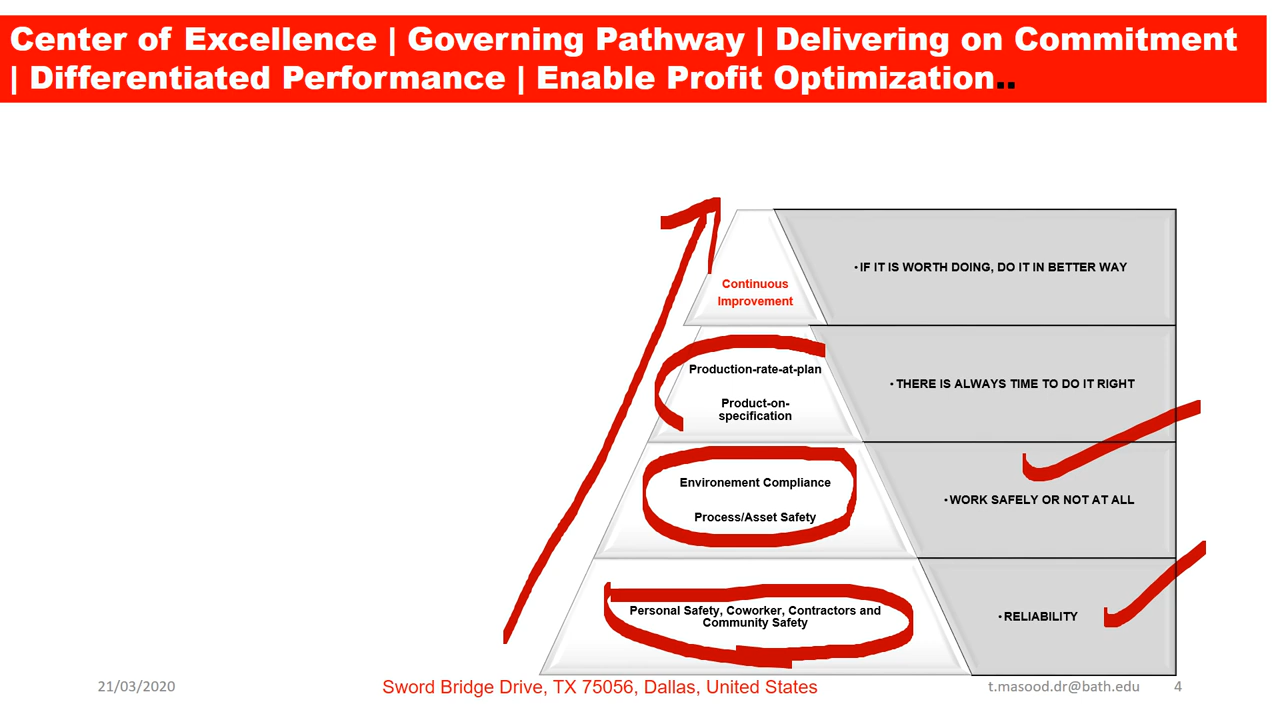 Center of Excellence | Governing Pathway | Delivering on Commitment
| Differentiated Performance | Enable Profit Optimization..
Continuous
Improvement
• IF IT IS WORTH DOING, DO IT IN BETTER WAY
Production-rate-at-plan
Product-on-
specification
• THERE IS ALWAYS TIME TO DO IT RIGHT
Environement Compliance
Process/Asset Safety
• WORK SAFELY OR NOT AT ALL
Personal Safety, Coworker, Contractors and
Community Safety
• RELIABILITY
21/03/2020
Sword Bridge Drive, TX 75056, Dallas, United States
t.masood.dr@bath.edu
4